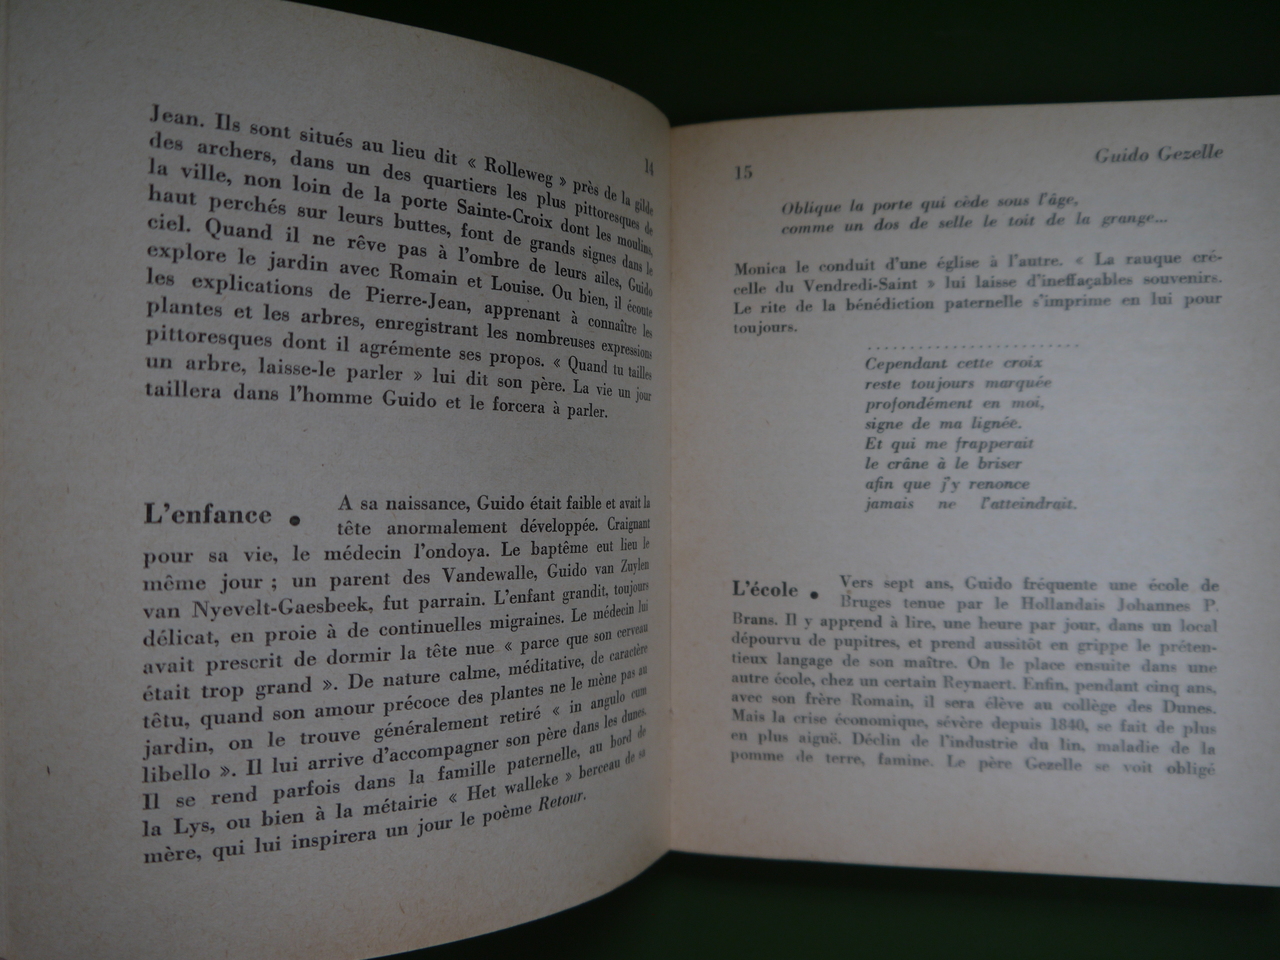 14
Jean. Ils sont situés au lieu dit « Rolleweg » près de la gilde
des archers, dans un des quartiers les plus pittoresques de
la ville, non loin de la porte Sainte-Croix dont les moulins,
haut perchés sur leurs buttes, font de grands signes dans le
ciel. Quand il ne rêve pas à l'ombre de leurs ailes, Guido
explore le jardin avec Romain et Louise. Ou bien, il écoute
les explications de Pierre-Jean, apprenant à connaître les
plantes et les arbres, enregistrant les nombreuses expressions
pittoresques dont il agrémente ses propos. « Quand tu tailles
un arbre, laisse-le parler » lui dit son père. La vie un jour
taillera dans l'homme Guido et le forcera à parler.
L'enfance • A sa naissance, Guido était faible et avait la
tête anormalement développée. Craignant
pour sa vie, le médecin l'ondoya. Le baptême eut lieu le
même jour ; un parent des Vandewalle, Guido van Zuylen
van Nyevelt-Gaesbeek, fut parrain. L'enfant grandit, toujours
délicat, en proie à de continuelles migraines. Le médecin lui
avait prescrit de dormir la tête nue « parce que son cerveau
était trop grand ». De nature calme, méditative, de caractère
têtu, quand son amour précoce des plantes ne le mène pas au
jardin, on le trouve généralement retiré « in angulo cum
libello ». Il lui arrive d'accompagner son père dans les dunes.
Il se rend parfois dans la famille paternelle, au bord de
la Lys, ou bien à la métairie « Het walleke » berceau de sa
mère, qui lui inspirera un jour le poème Retour.
15 Guido Gezelle
Oblique la porte qui cède sous l'âge,
comme un dos de selle le toit de la grange...
Monica le conduit d'une église à l'autre. « La rauque cré-
celle du Vendredi-Saint » lui laisse d'ineffaçables souvenirs.
Le rite de la bénédiction paternelle s'imprime en lui pour
toujours.
. . . . . . . . . . . . . . . . . . . . . . .
Cependant cette croix
reste toujours marquée
profondément en moi,
signe de ma lignée.
Et qui me frapperait
le crâne à le briser
afin que j'y renonce
jamais ne l'atteindrait.
L'école • Vers sept ans, Guido fréquente une école de
Bruges tenue par le Hollandais Johannes P.
Brans. Il y apprend à lire, une heure par jour, dans un local
dépourvu de pupitres, et prend aussitôt en grippe le préten-
tieux langage de son maître. On le place ensuite dans une
autre école, chez un certain Reynaert. Enfin, pendant cinq ans,
avec son frère Romain, il sera élève au collège des Dunes.
Mais la crise économique, sévère depuis 1840, se fait de plus
en plus aiguë. Déclin de l'industrie du lin, maladie de la
pomme de terre, famine. Le père Gezelle se voit obligé